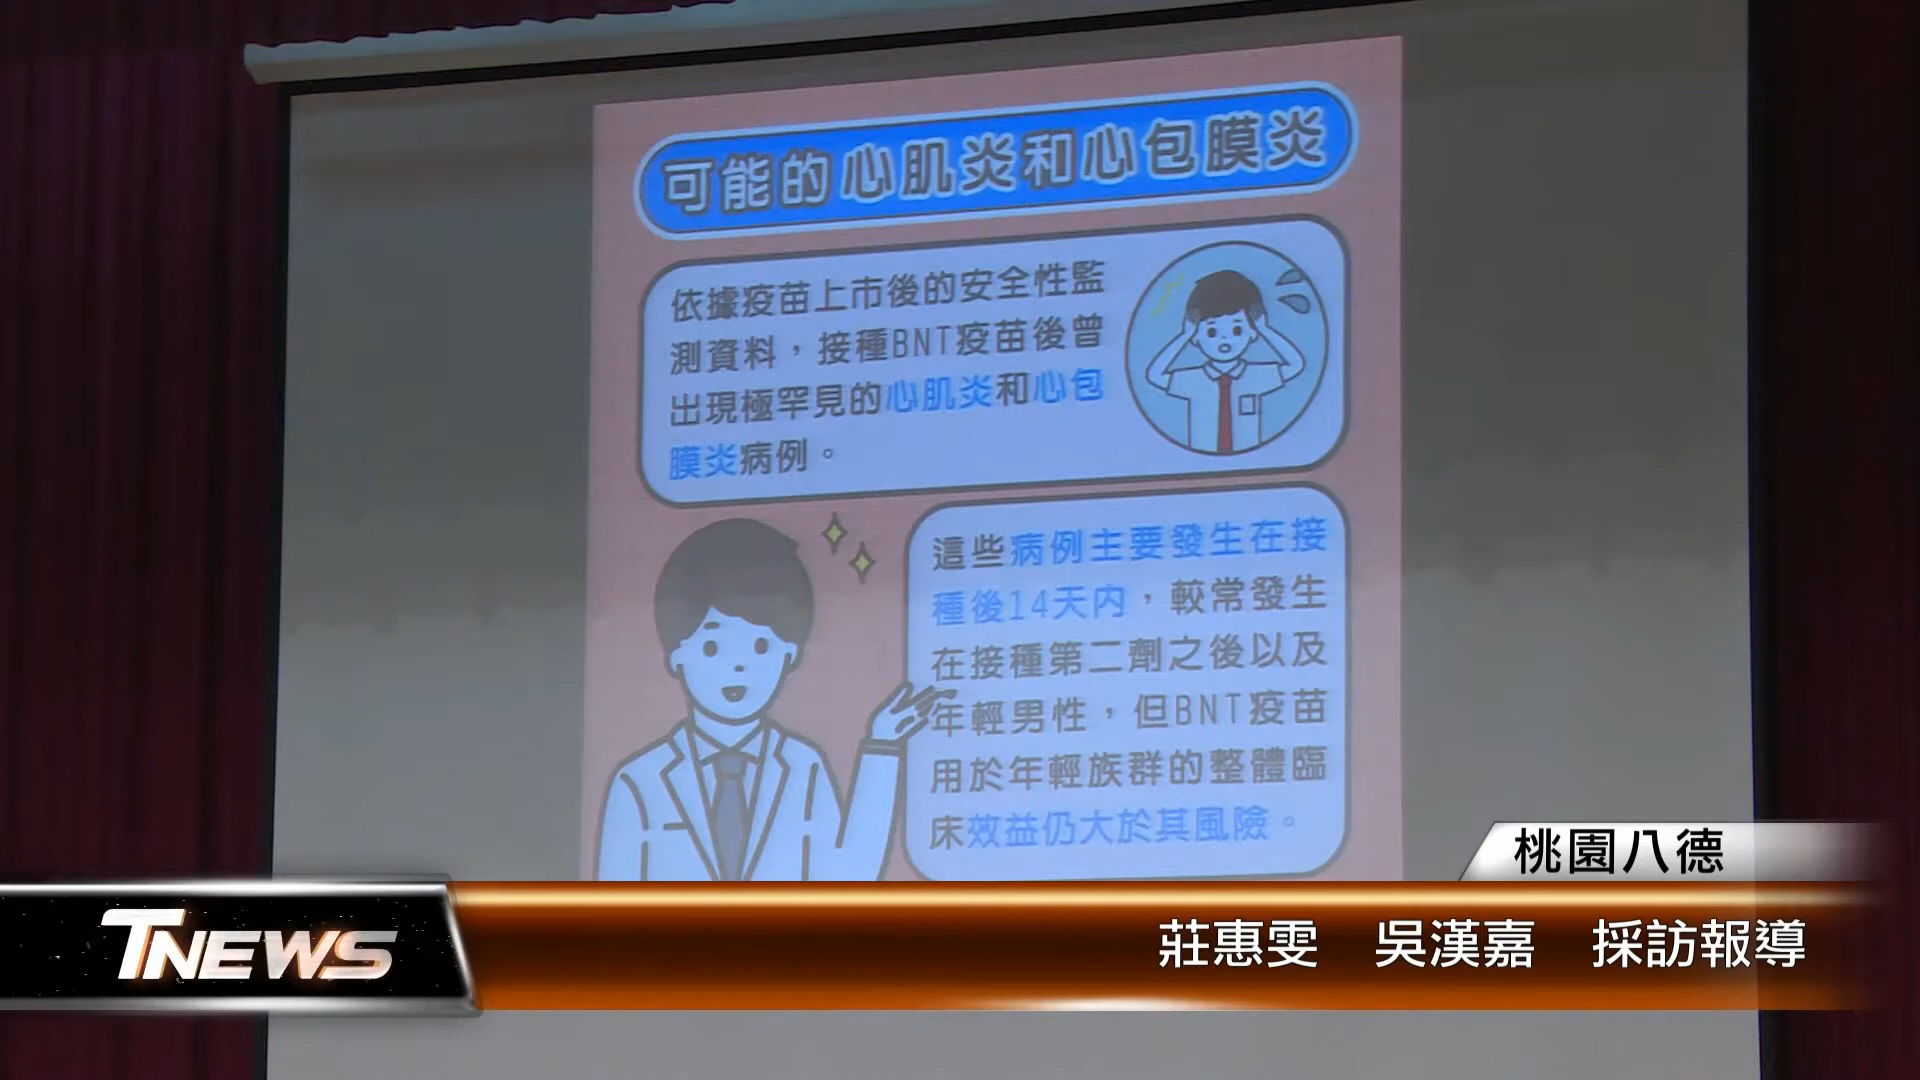 可能的心肌炎和心包膜炎
依據疫苗上市後的安全性監
測資料，接種BNT疫苗後曾
出現極罕見的心肌炎和心包
膜炎病例。
這些病例主要發生在接
種後14天內，較常發生
在接種第二劑之後以及
年輕男性，但BNT疫苗
用於年輕族群的整體臨
床效益仍大於其風險。
桃園八德
TNEWS
莊惠雯　吳漢嘉　採訪報導